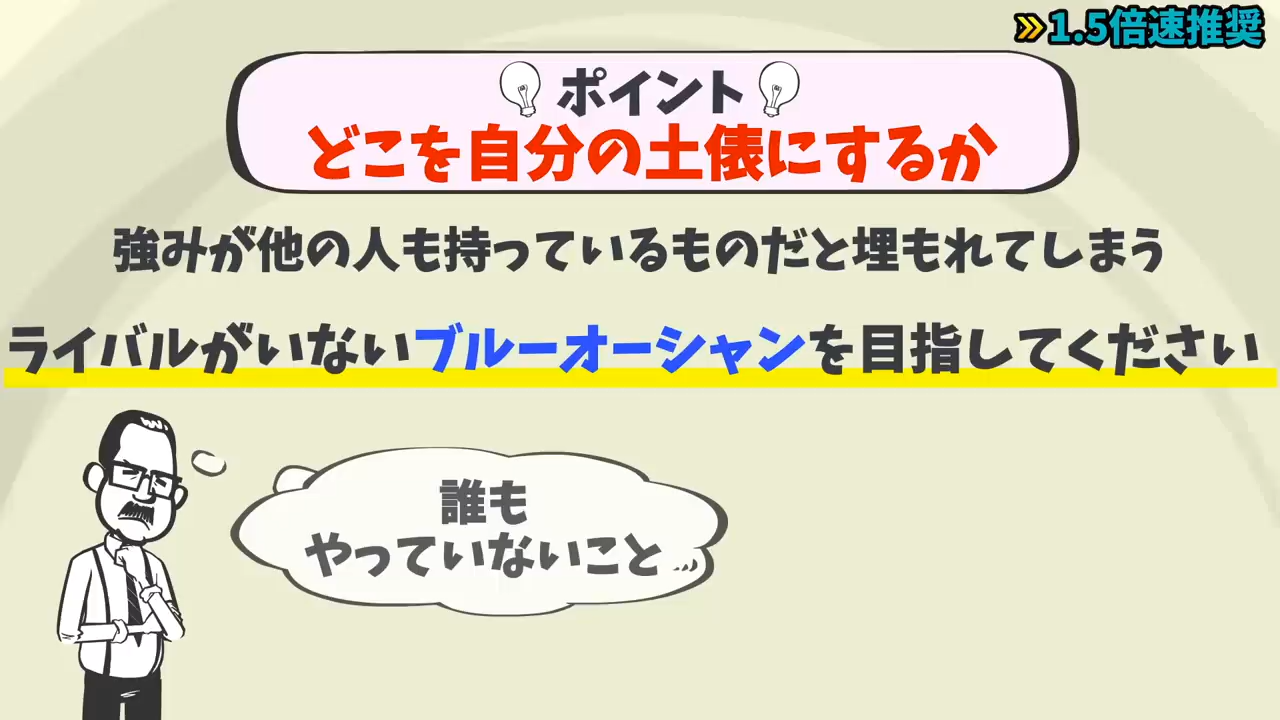 1.5倍速推奨
ポイント
どこを自分の土俵にするか
強みが他の人も持っているものだと埋もれてしまう
ライバルがいないブルーオーシャンを目指してください
誰も
やっていないこと